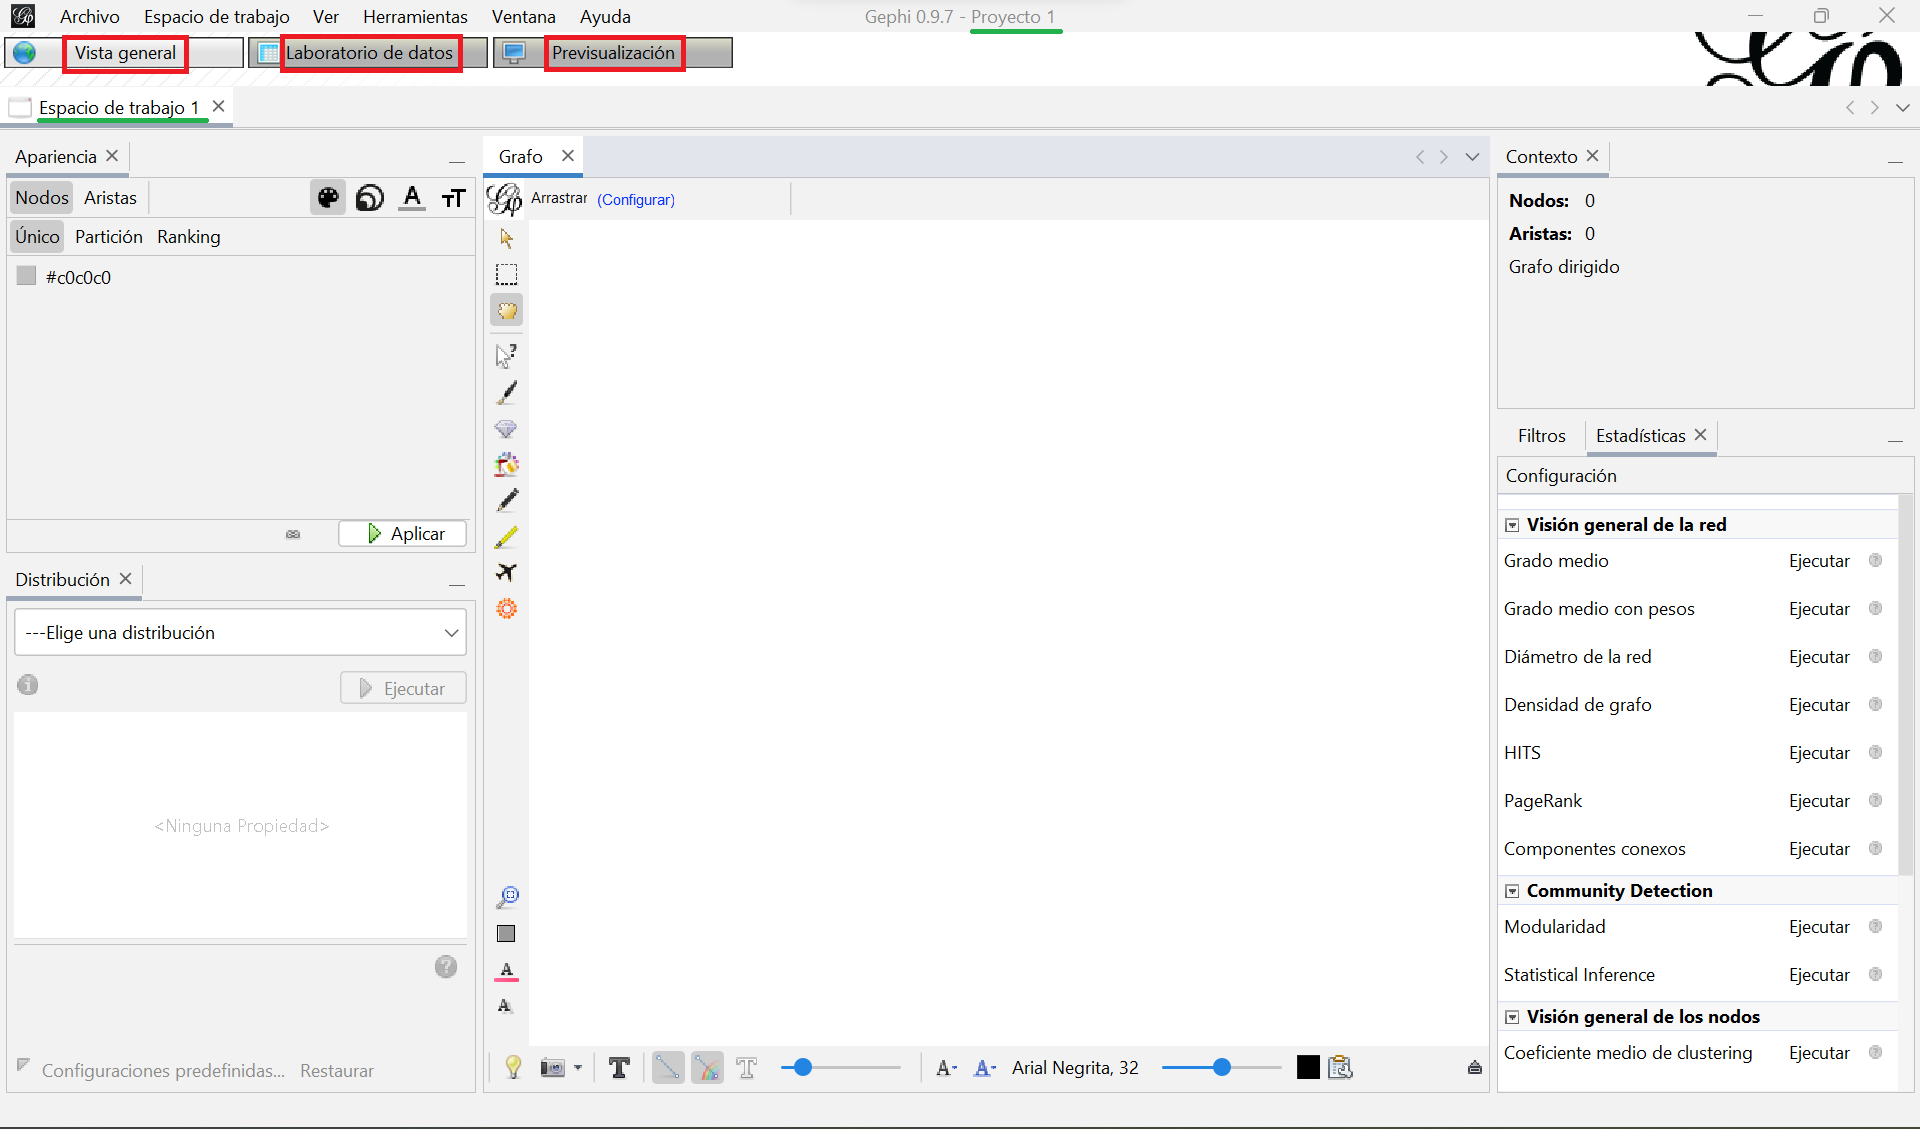 Archivo Espacio de trabajo Ver Herramientas Ventana Ayuda Gephi 0.9.7 - Proyecto 1
Vista general Laboratorio de datos Previsualización
Espacio de trabajo 1
Apariencia
Nodos Aristas
Único Partición Ranking
#c0c0c0
Aplicar
Distribución
---Elige una distribución
Ejecutar
<Ninguna Propiedad>
Configuraciones predefinidas... Restaurar
Grafo
Arrastrar (Configurar)
Arial Negrita, 32
Contexto
Nodos: 0
Aristas: 0
Grafo dirigido
Filtros Estadísticas
Configuración
Visión general de la red
Grado medio Ejecutar
Grado medio con pesos Ejecutar
Diámetro de la red Ejecutar
Densidad de grafo Ejecutar
HITS Ejecutar
PageRank Ejecutar
Componentes conexos Ejecutar
Community Detection
Modularidad Ejecutar
Statistical Inference Ejecutar
Visión general de los nodos
Coeficiente medio de clustering Ejecutar